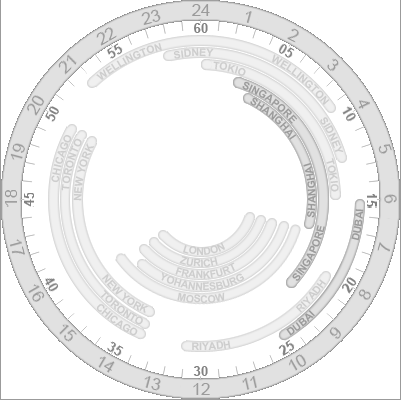 24
1
2
3
4
5
6
7
8
9
10
11
12
13
14
15
16
17
18
19
20
21
22
23
60
05
10
15
20
25
30
35
40
45
50
55
WELLINGTON
WELLINGTON
SiDNEY
SiDNEY
TOKIO
TOKIO
SINGAPORE
SINGAPORE
SHANGHAI
SHANGHAI
DUBAI
DUBAI
RIYADH
RIYADH
CHICAGO
CHICAGO
TORONTO
TORONTO
NEW YORK
NEW YORK
LONDON
ZURICH
FRANKFURT
YOHANNESBURG
MOSCOW